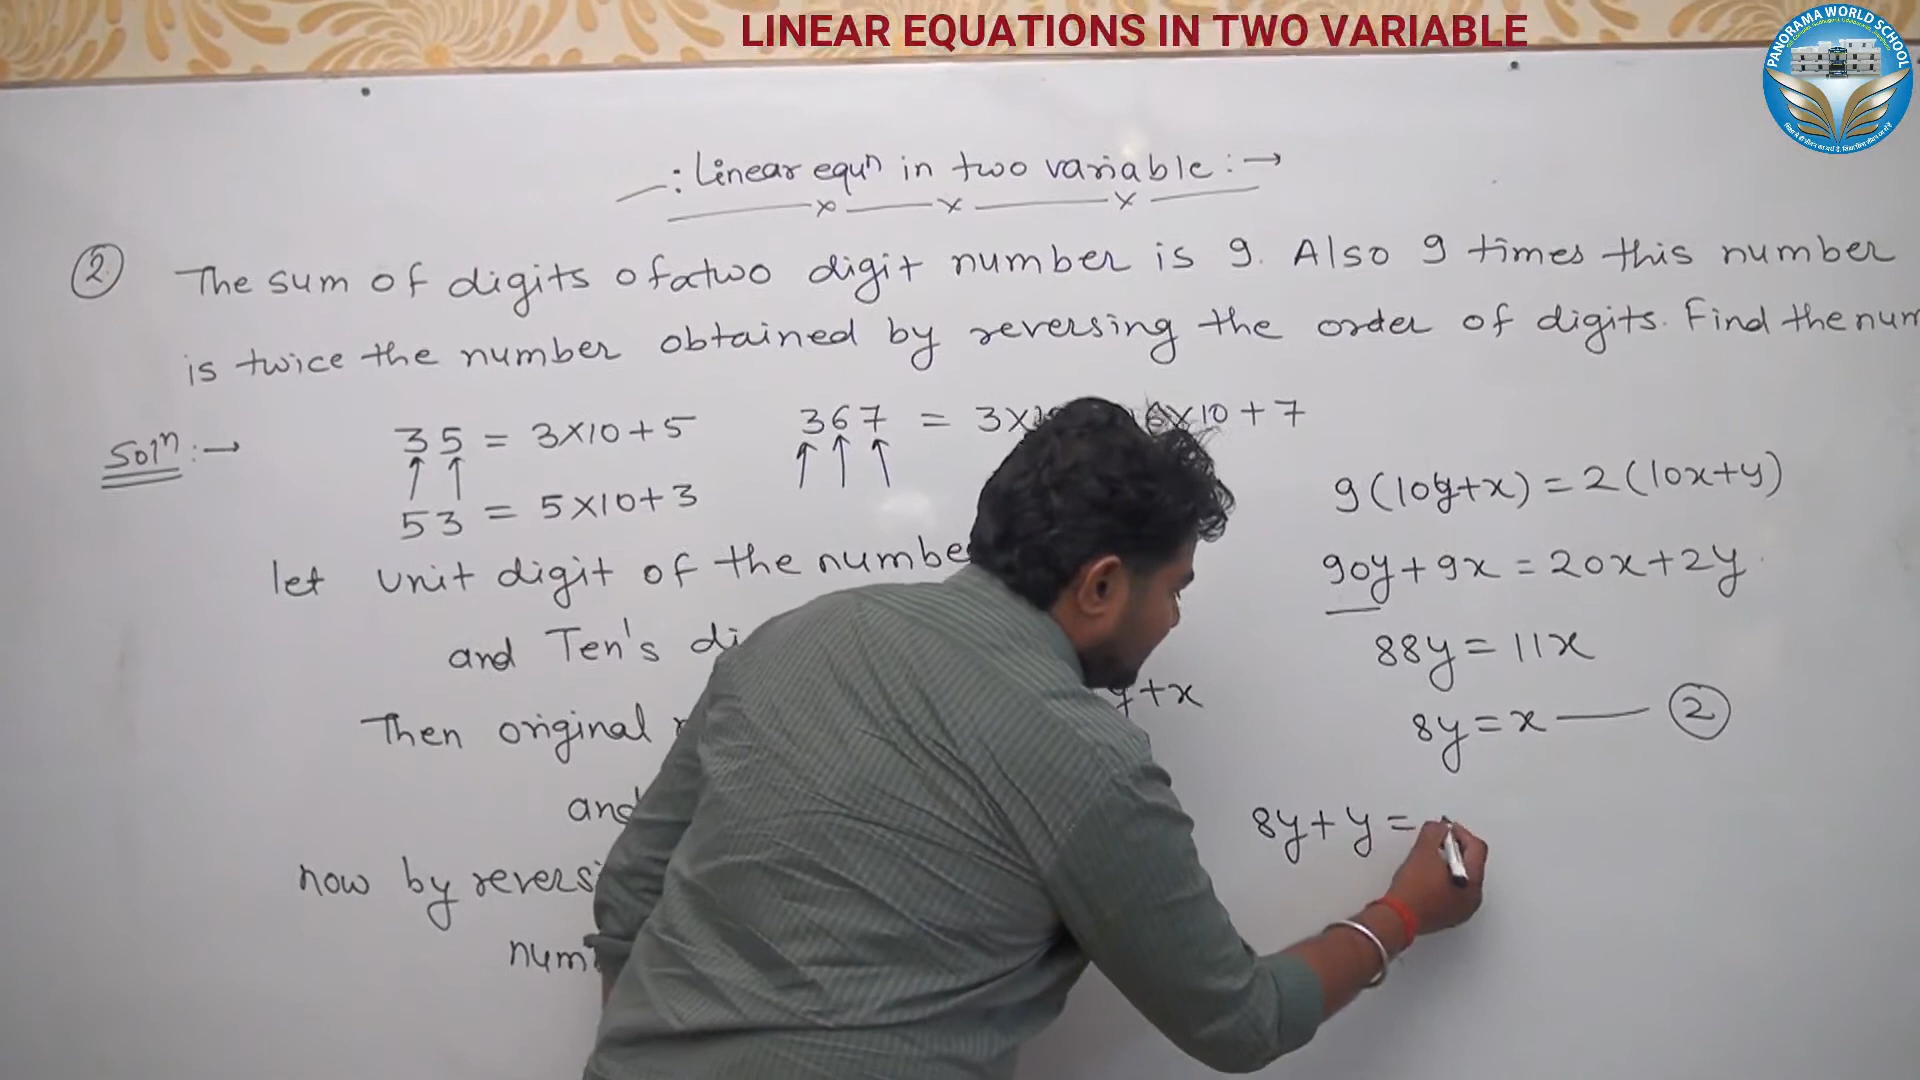 LINEAR EQUATIONS IN TWO VARIABLE
PANORAMA WORLD SCHOOL
: Linear equⁿ in two variable : →
② The sum of digits of a two digit number is 9. Also 9 times this number
is twice the number obtained by reversing the order of digits. Find the num
Solⁿ :→
35 = 3×10+5
367 = 3× 6×10+7
53 = 5×10+3
9(10y+x) = 2(10x+y)
let unit digit of the numbe
90y+9x = 20x+2y
and Ten's di
88y = 11x
Then original
y+x
8y = x — ②
and
8y+y =
now by revers
num